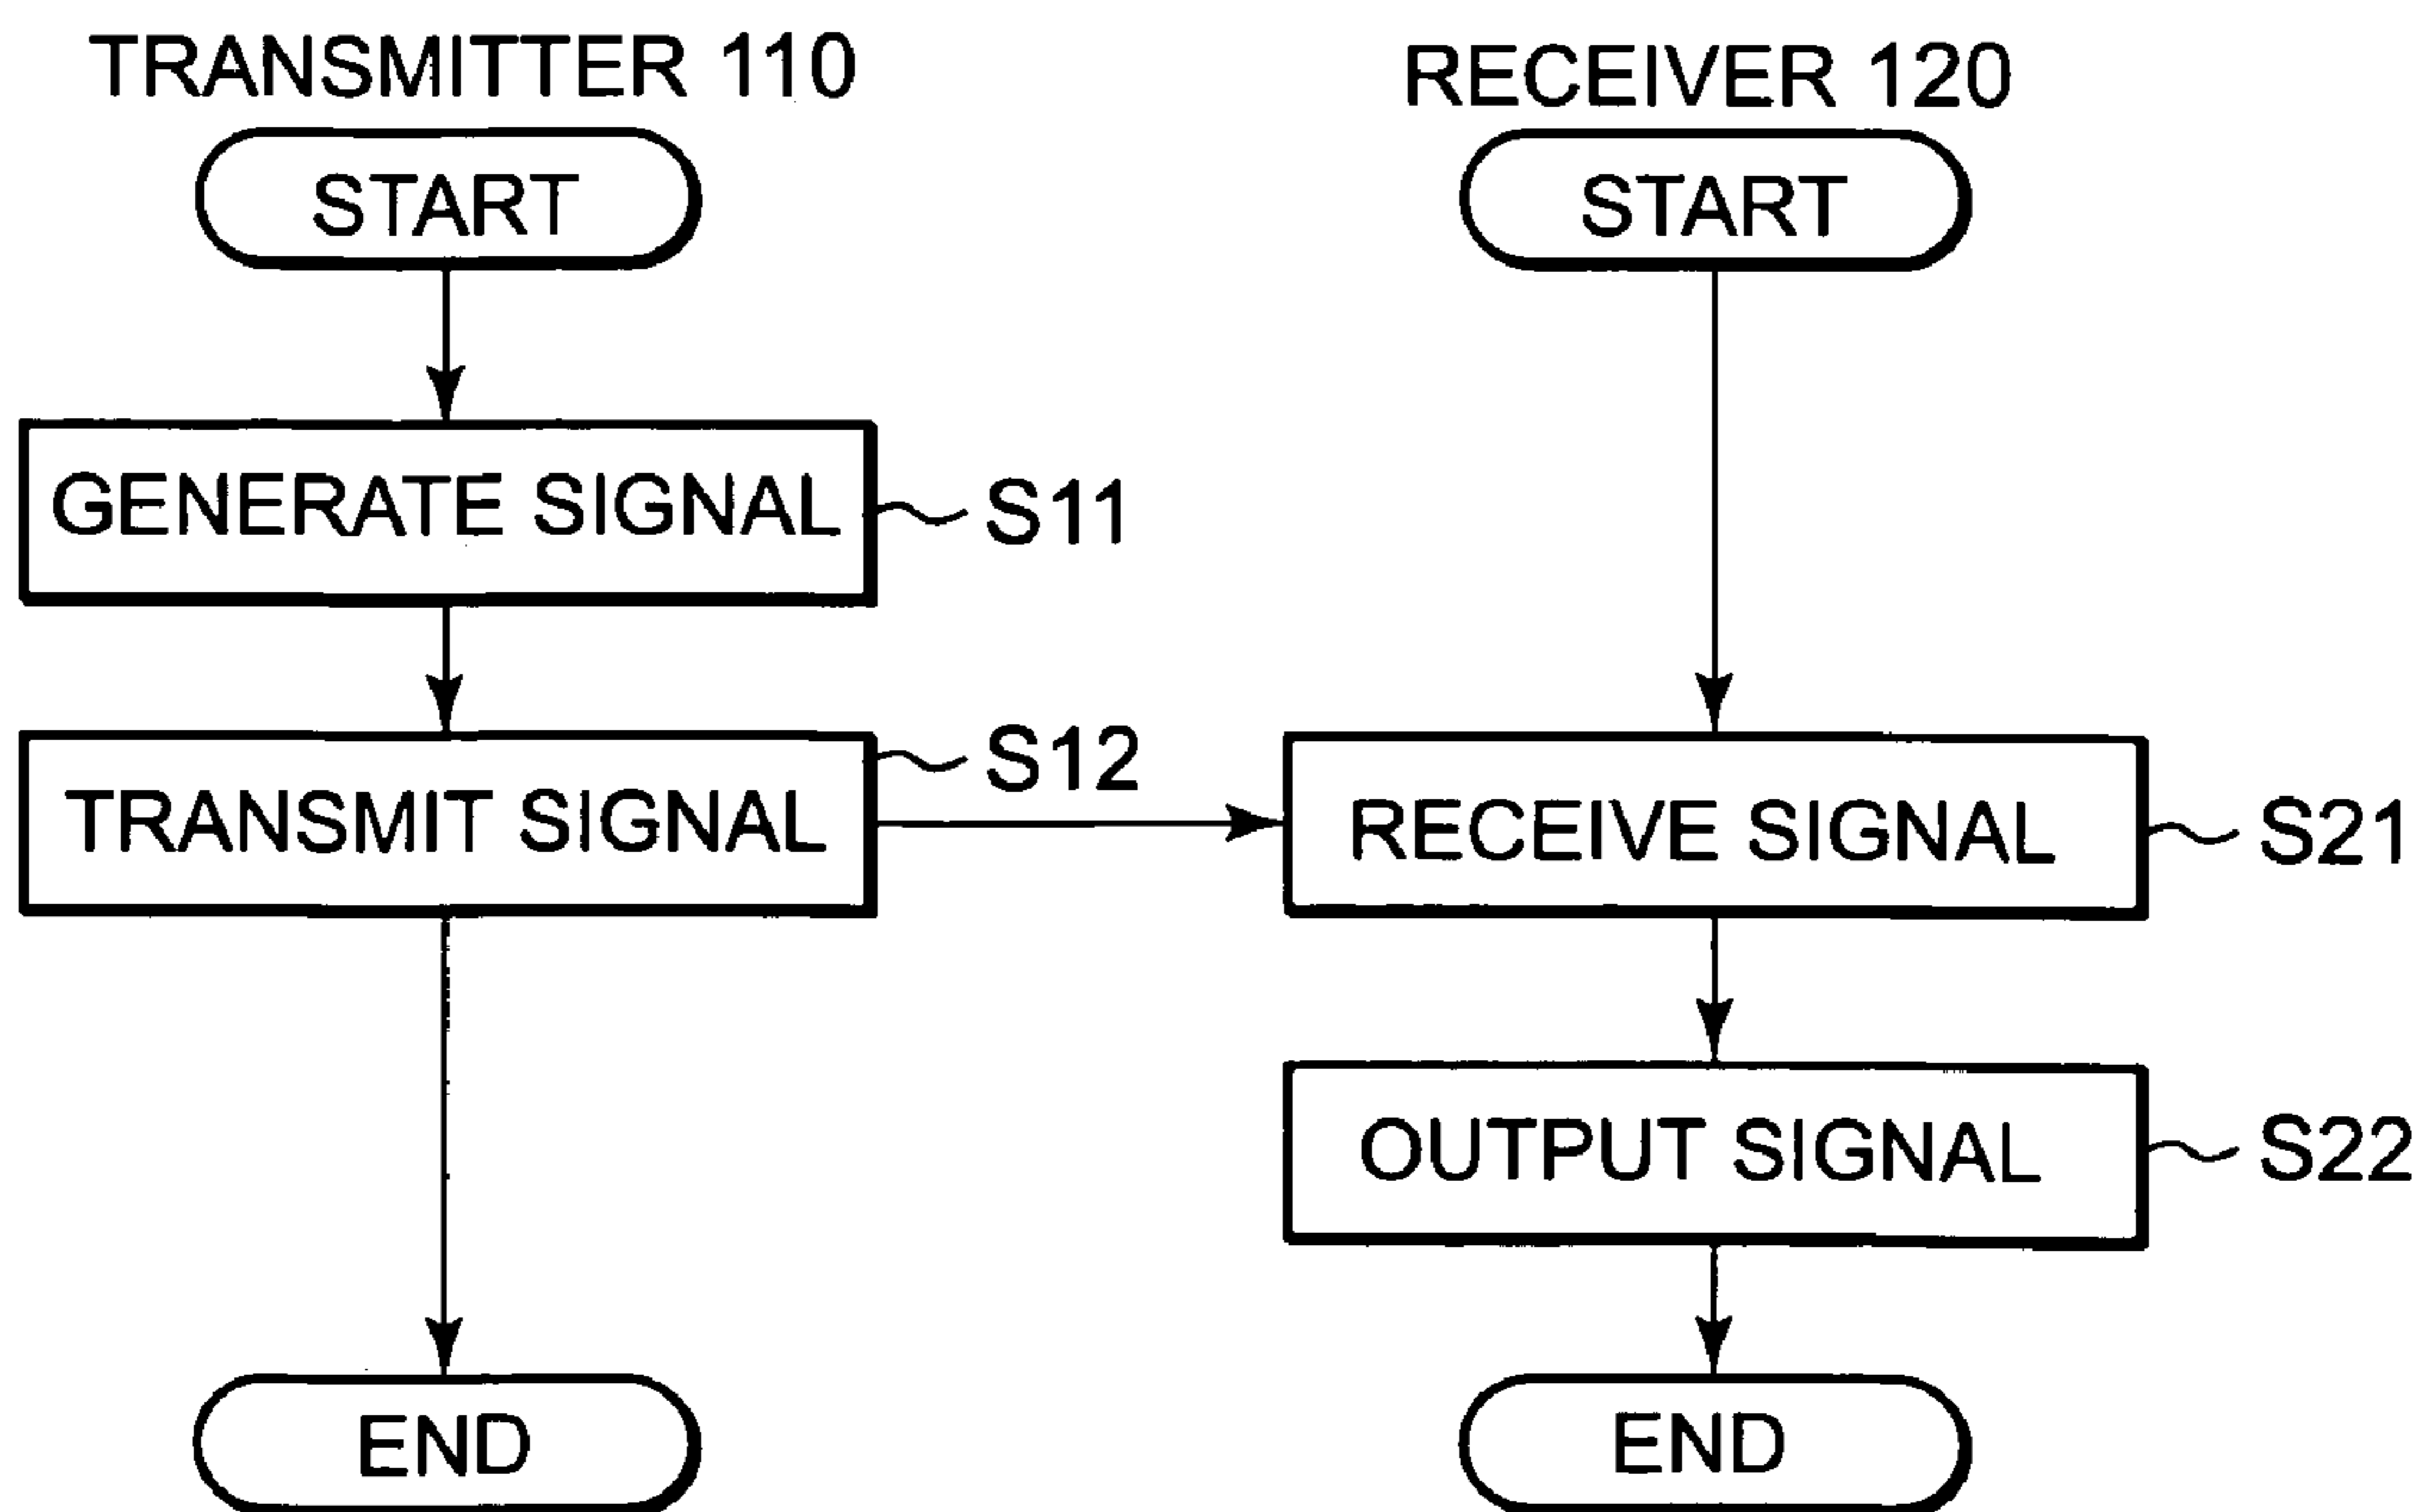 TRANSMITTER 110
START
GENERATE SIGNAL
S11
TRANSMIT SIGNAL
S12
END
RECEIVER 120
START
RECEIVE SIGNAL
S21
OUTPUT SIGNAL
S22
END